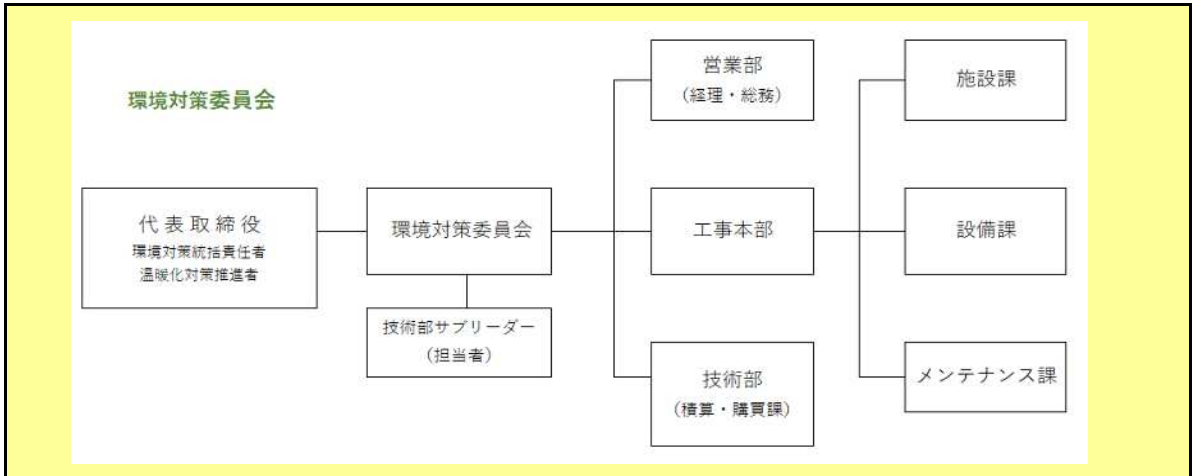 環境対策委員会
代表取締役
環境対策統括責任者
温暖化対策推進者
環境対策委員会
技術部サブリーダー
(担当者)
営業部
(経理・総務)
工事本部
技術部
(積算・購買課)
施設課
設備課
メンテナンス課